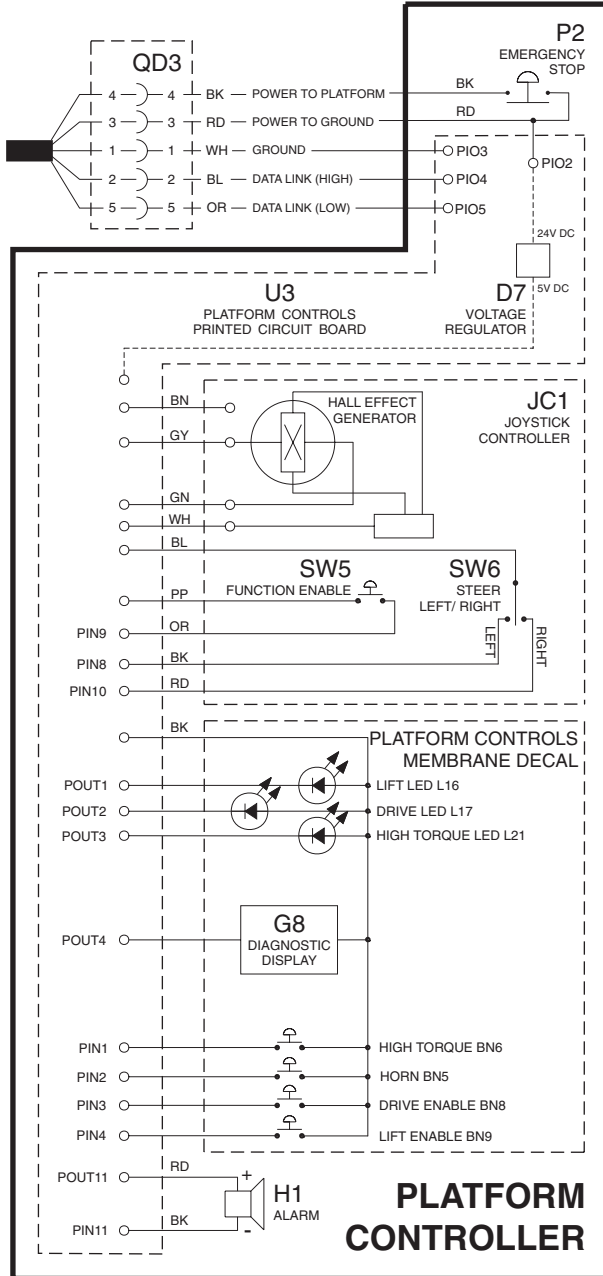 P2
EMERGENCY
STOP
QD3
4 4 BK POWER TO PLATFORM BK
3 3 RD POWER TO GROUND RD
1 1 WH GROUND PIO3
PIO2
2 2 BL DATA LINK (HIGH) PIO4
5 5 OR DATA LINK (LOW) PIO5
24V DC
U3
PLATFORM CONTROLS
PRINTED CIRCUIT BOARD
D7
VOLTAGE
REGULATOR
5V DC
BN
HALL EFFECT
GENERATOR
JC1
JOYSTICK
CONTROLLER
GY
GN
WH
BL
SW5
FUNCTION ENABLE
SW6
STEER
LEFT/ RIGHT
PP
PIN9 OR
LEFT
RIGHT
PIN8 BK
PIN10 RD
BK
PLATFORM CONTROLS
MEMBRANE DECAL
POUT1 LIFT LED L16
POUT2 DRIVE LED L17
POUT3 HIGH TORQUE LED L21
POUT4
G8
DIAGNOSTIC
DISPLAY
PIN1 HIGH TORQUE BN6
PIN2 HORN BN5
PIN3 DRIVE ENABLE BN8
PIN4 LIFT ENABLE BN9
POUT11 RD +
H1
ALARM
PIN11 BK -
PLATFORM
CONTROLLER